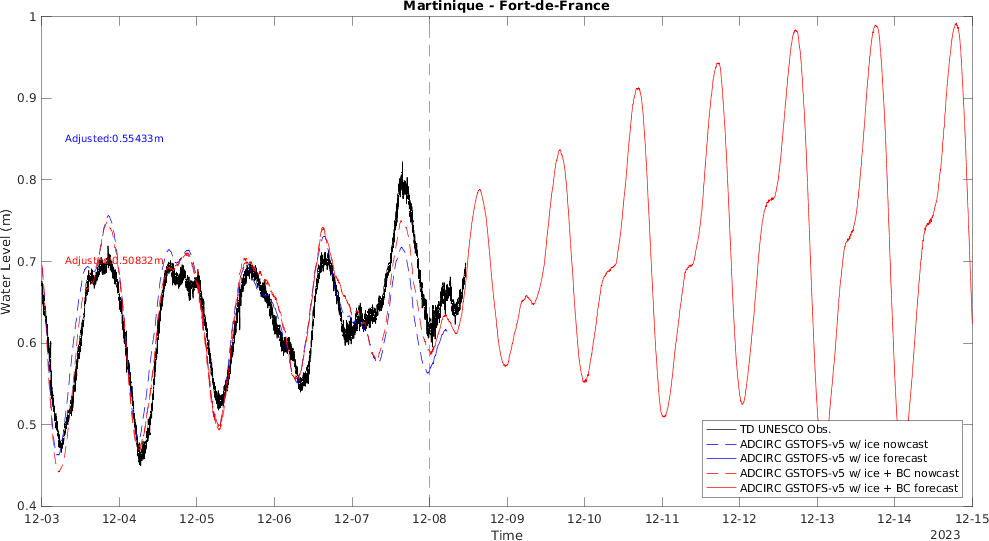 Martinique - Fort-de-France
1
0.9
0.8
0.7
0.6
0.5
0.4
Water Level (m)
Adjusted:0.55433m
Adjusted:0.50832m
TD UNESCO Obs.
ADCIRC GSTOFS-v5 w/ ice nowcast
ADCIRC GSTOFS-v5 w/ ice forecast
ADCIRC GSTOFS-v5 w/ ice + BC nowcast
ADCIRC GSTOFS-v5 w/ ice + BC forecast
12-03 12-04 12-05 12-06 12-07 12-08 12-09 12-10 12-11 12-12 12-13 12-14 12-15
Time
2023